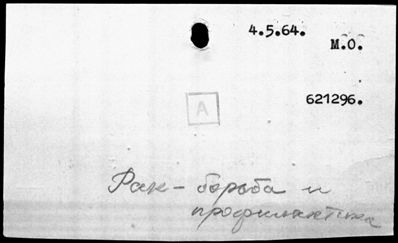 4.5.64.
М.О.
621296.
А
Рак - борьба и
профилактика